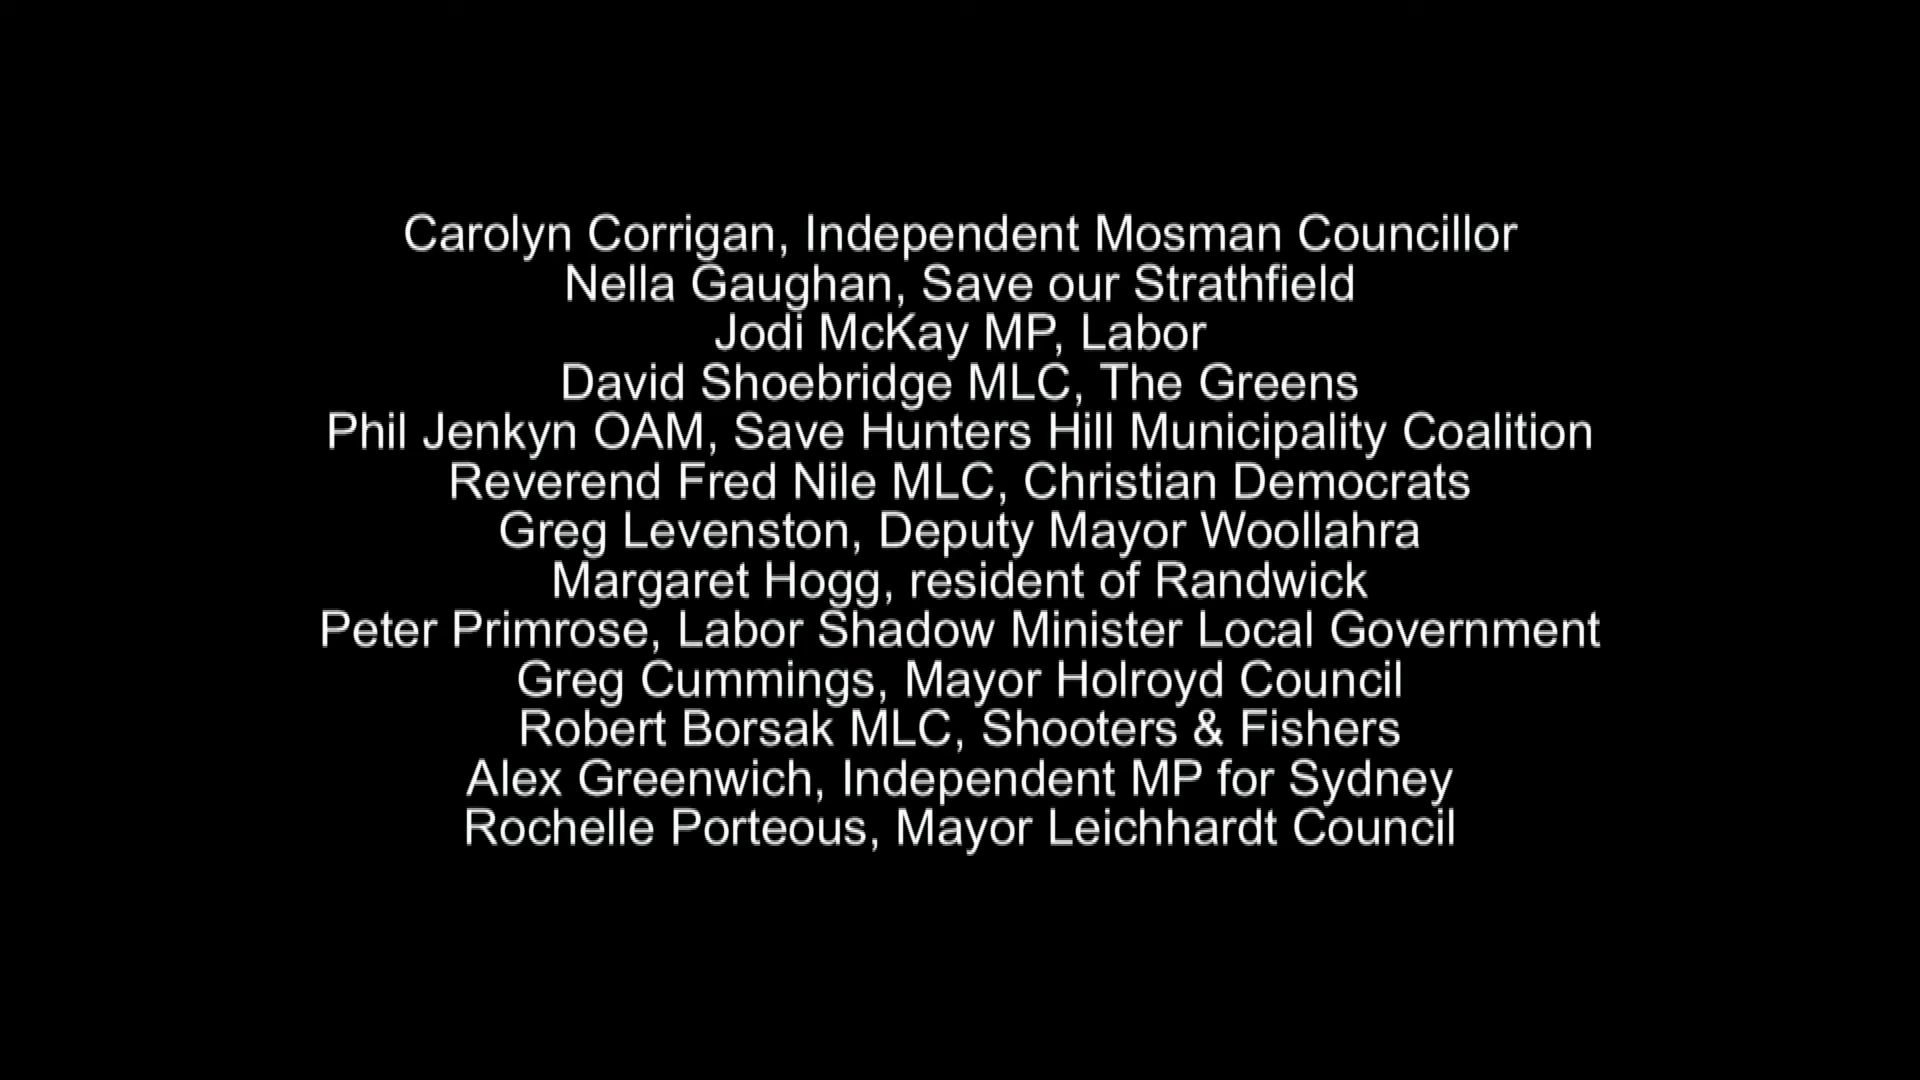 Carolyn Corrigan, Independent Mosman Councillor
Nella Gaughan, Save our Strathfield
Jodi McKay MP, Labor
David Shoebridge MLC, The Greens
Phil Jenkyn OAM, Save Hunters Hill Municipality Coalition
Reverend Fred Nile MLC, Christian Democrats
Greg Levenston, Deputy Mayor Woollahra
Margaret Hogg, resident of Randwick
Peter Primrose, Labor Shadow Minister Local Government
Greg Cummings, Mayor Holroyd Council
Robert Borsak MLC, Shooters & Fishers
Alex Greenwich, Independent MP for Sydney
Rochelle Porteous, Mayor Leichhardt Council